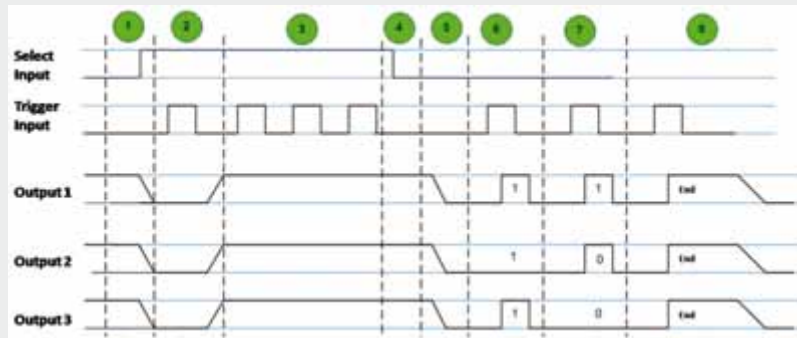 1 2 3 4 5 6 7 8
Select
Input
Trigger
Input
Output 1
1 1 End
Output 2
1 0 End
Output 3
1 0 End